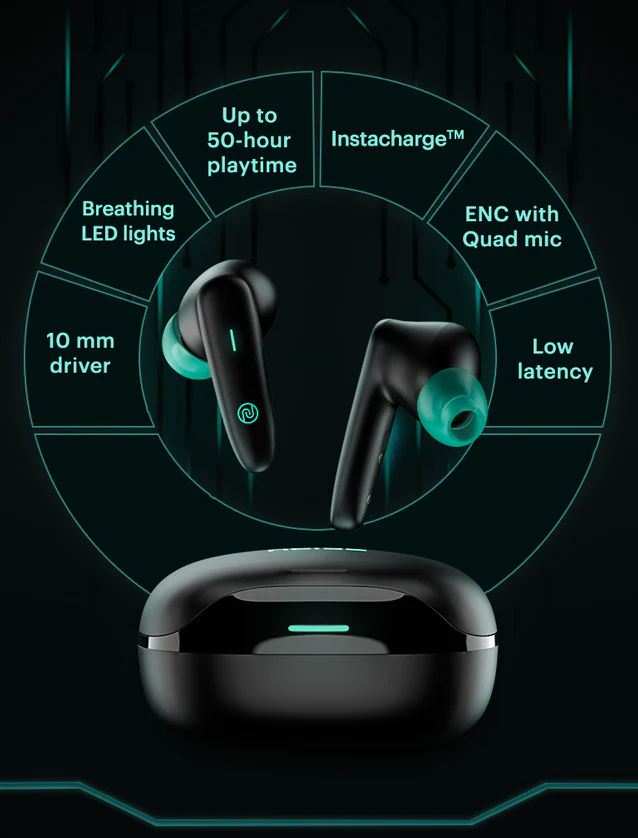 Up to
50-hour
playtime
Instacharge™
Breathing
LED lights
ENC with
Quad mic
10 mm
driver
Low
latency